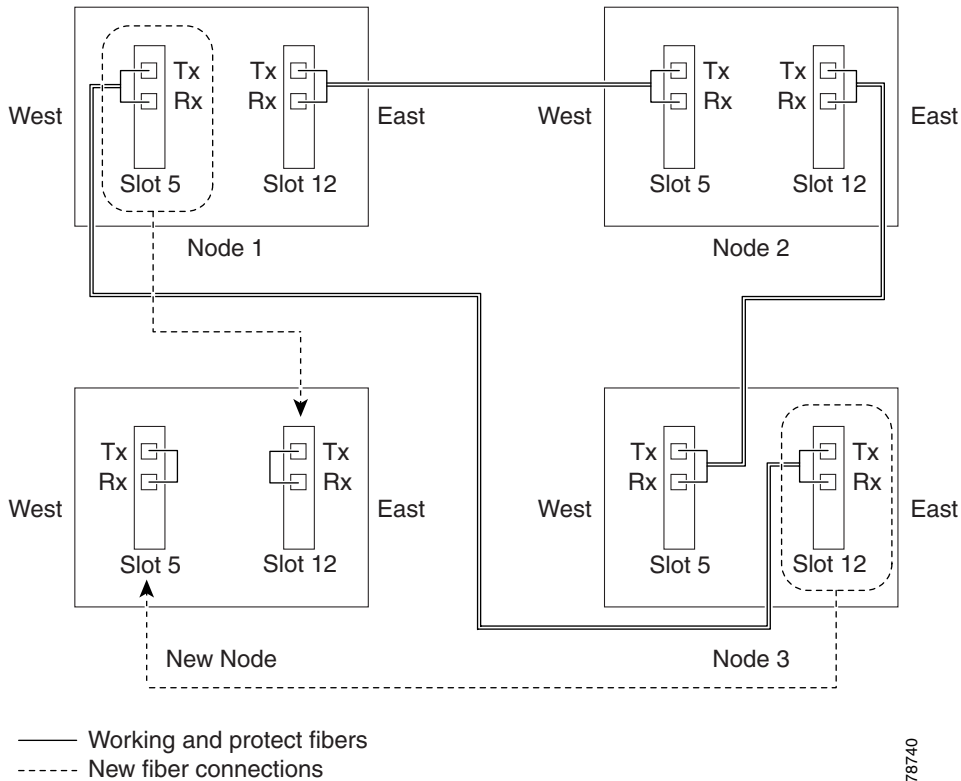 Tx Tx Tx Tx
Rx Rx Rx Rx
West East West East
Slot 5 Slot 12 Slot 5 Slot 12
Node 1 Node 2
Tx Tx Tx Tx
Rx Rx Rx Rx
West East West East
Slot 5 Slot 12 Slot 5 Slot 12
New Node Node 3
Working and protect fibers
New fiber connections
78740